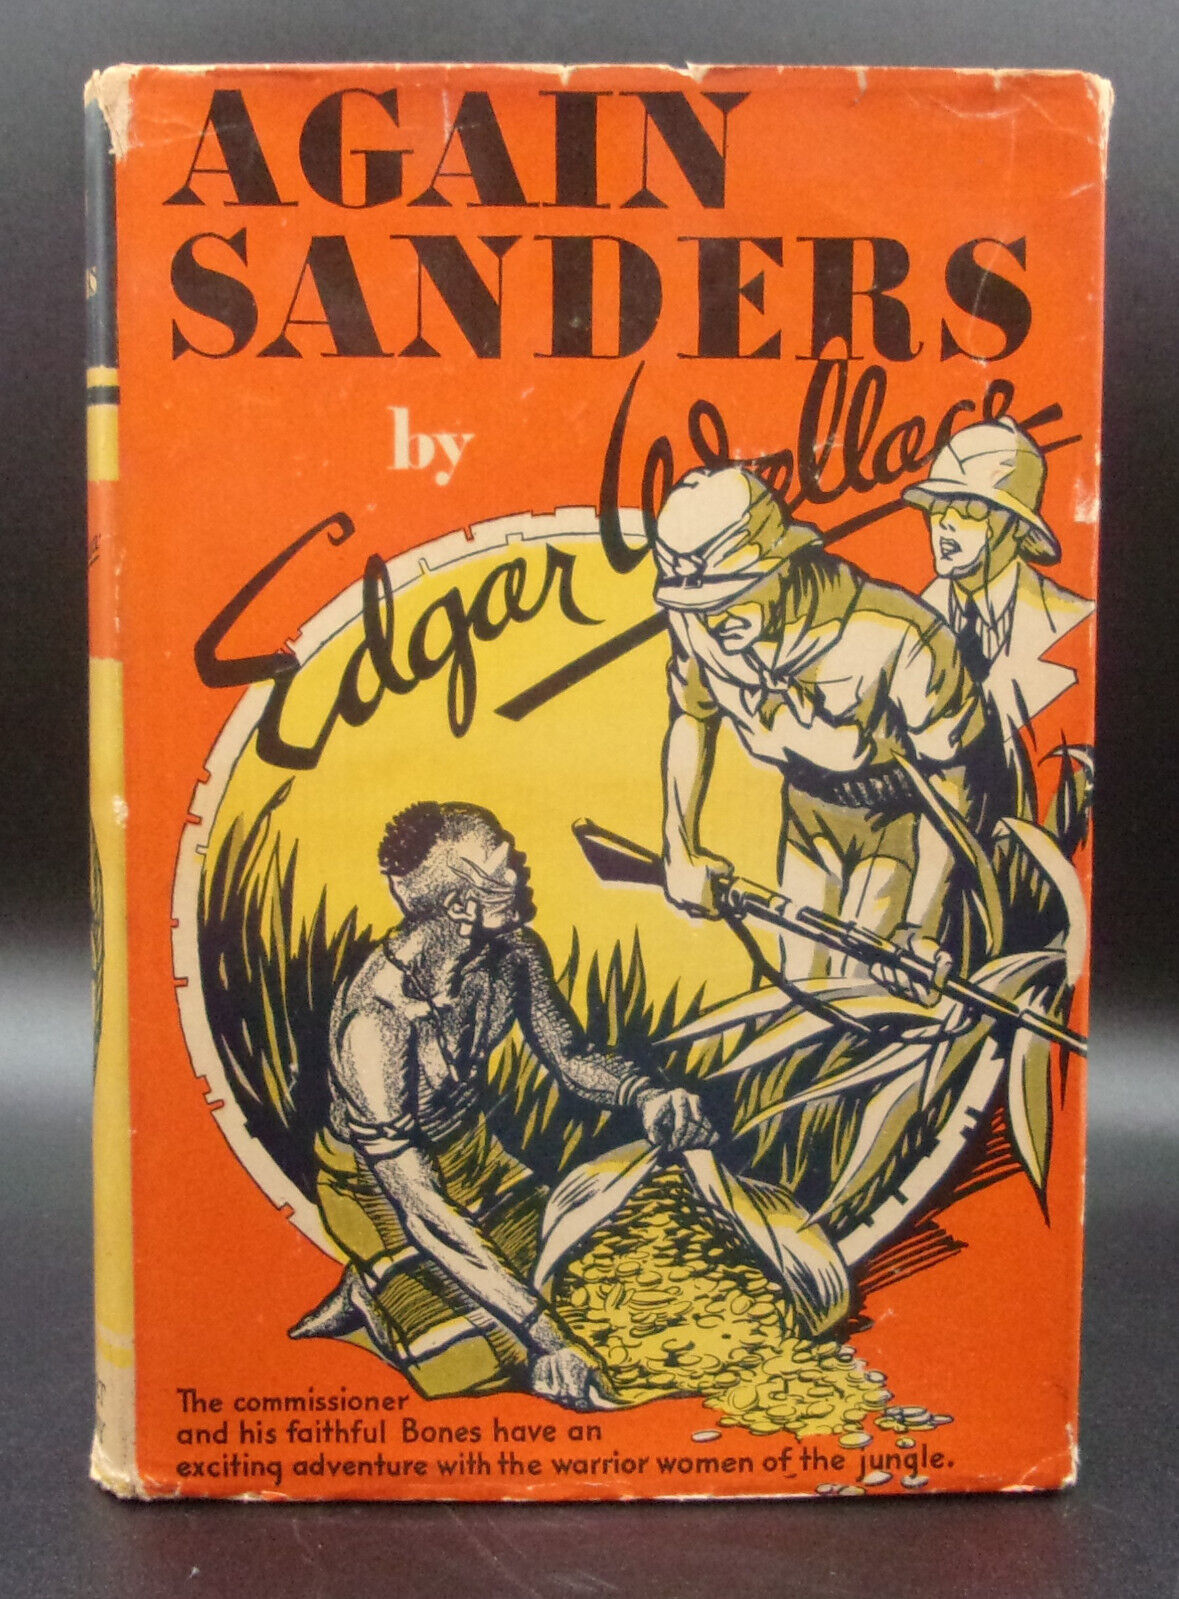 AGAIN
SANDERS
by
Edgar Wallace
The commissioner
and his faithful Bones have an
exciting adventure with the warrior women of the jungle.